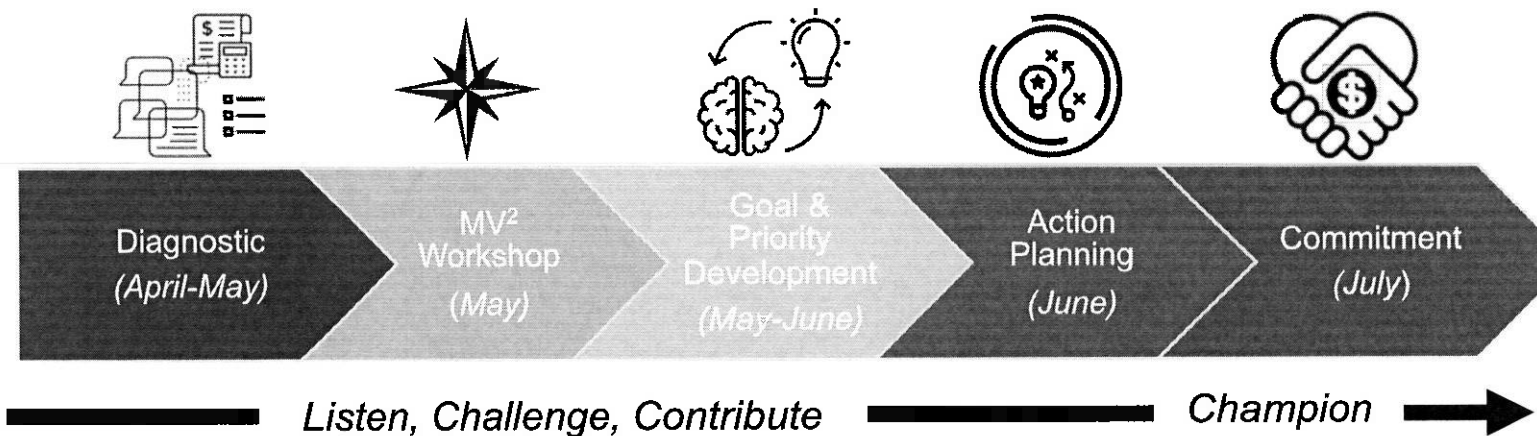 Diagnostic
(April-May)
MV²
Workshop
(May)
Goal &
Priority
Development
(May-June)
Action
Planning
(June)
Commitment
(July)
Listen, Challenge, Contribute
Champion